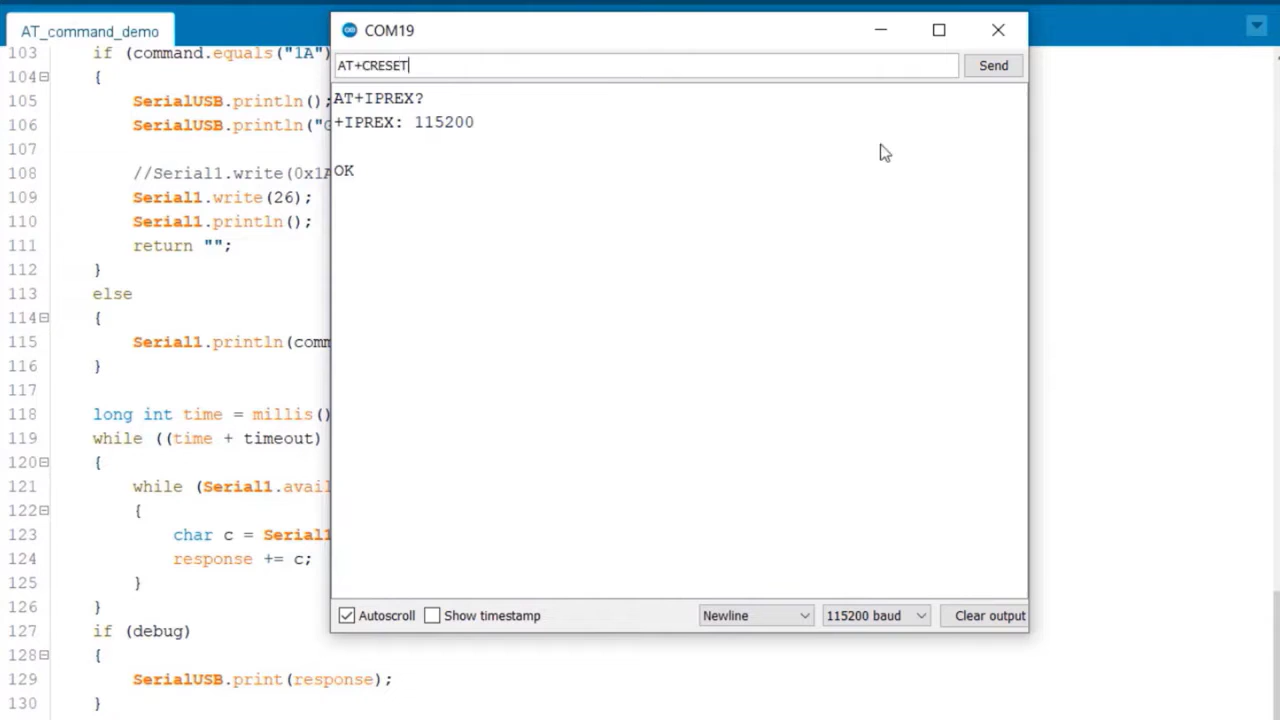 AT_command_demo
COM19
AT+CRESET
Send
AT+IPREX?
+IPREX: 115200
OK
Autoscroll
Show timestamp
Newline
115200 baud
Clear output
103 if (command.equals("1A")
104 {
105 SerialUSB.println();
106 SerialUSB.println("
107
108 //Serial1.write(0x1A
109 Serial1.write(26);
110 Serial1.println();
111 return "";
112 }
113 else
114 {
115 Serial1.println(comm
116 }
117
118 long int time = millis()
119 while ((time + timeout)
120 {
121 while (Serial1.avail
122 {
123 char c = Serial1
124 response += c;
125 }
126 }
127 if (debug)
128 {
129 SerialUSB.print(response);
130 }